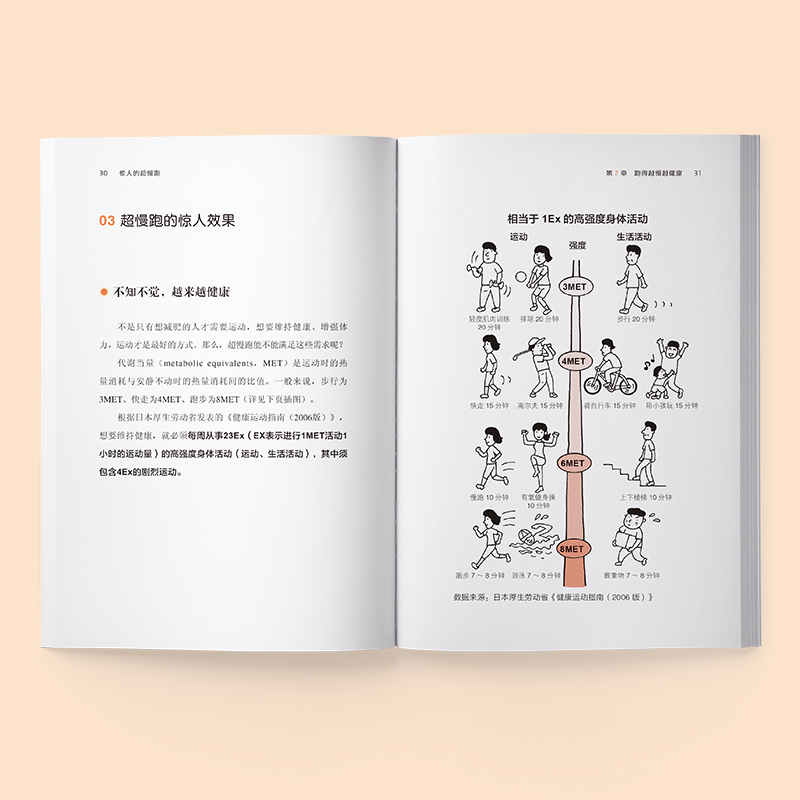 30 惊人的超慢跑
03 超慢跑的惊人效果
不知不觉，越来越健康
不是只有想减肥的人才需要运动，想要维持健康、增强体
力，运动才是最好的方式。那么，超慢跑能不能满足这些需求呢？
代谢当量（metabolic equivalents，MET）是运动时的热
量消耗与安静不动时的热量消耗间的比值。一般来说，步行为
3MET、快走为4MET、跑步为8MET（详见下页插图）。
根据日本厚生劳动省发表的《健康运动指南（2006版）》，
想要维持健康，就必须每周从事23Ex（EX表示进行1MET活动1
小时的运动量）的高强度身体活动（运动、生活活动），其中须
包含4Ex的剧烈运动。
第 2 章 跑得越慢越健康 31
相当于 1Ex 的高强度身体活动
运动 强度 生活活动
3MET
轻度肌肉训练 20 分钟
排球 20 分钟
步行 20 分钟
4MET
快走 15 分钟
高尔夫 15 分钟
骑自行车 15 分钟
陪小孩玩 15 分钟
6MET
慢跑 10 分钟
有氧健身操 10 分钟
上下楼梯 10 分钟
8MET
跑步 7 ～ 8 分钟
游泳 7 ～ 8 分钟
搬重物 7 ～ 8 分钟
数据来源：日本厚生劳动省《健康运动指南（2006 版）》